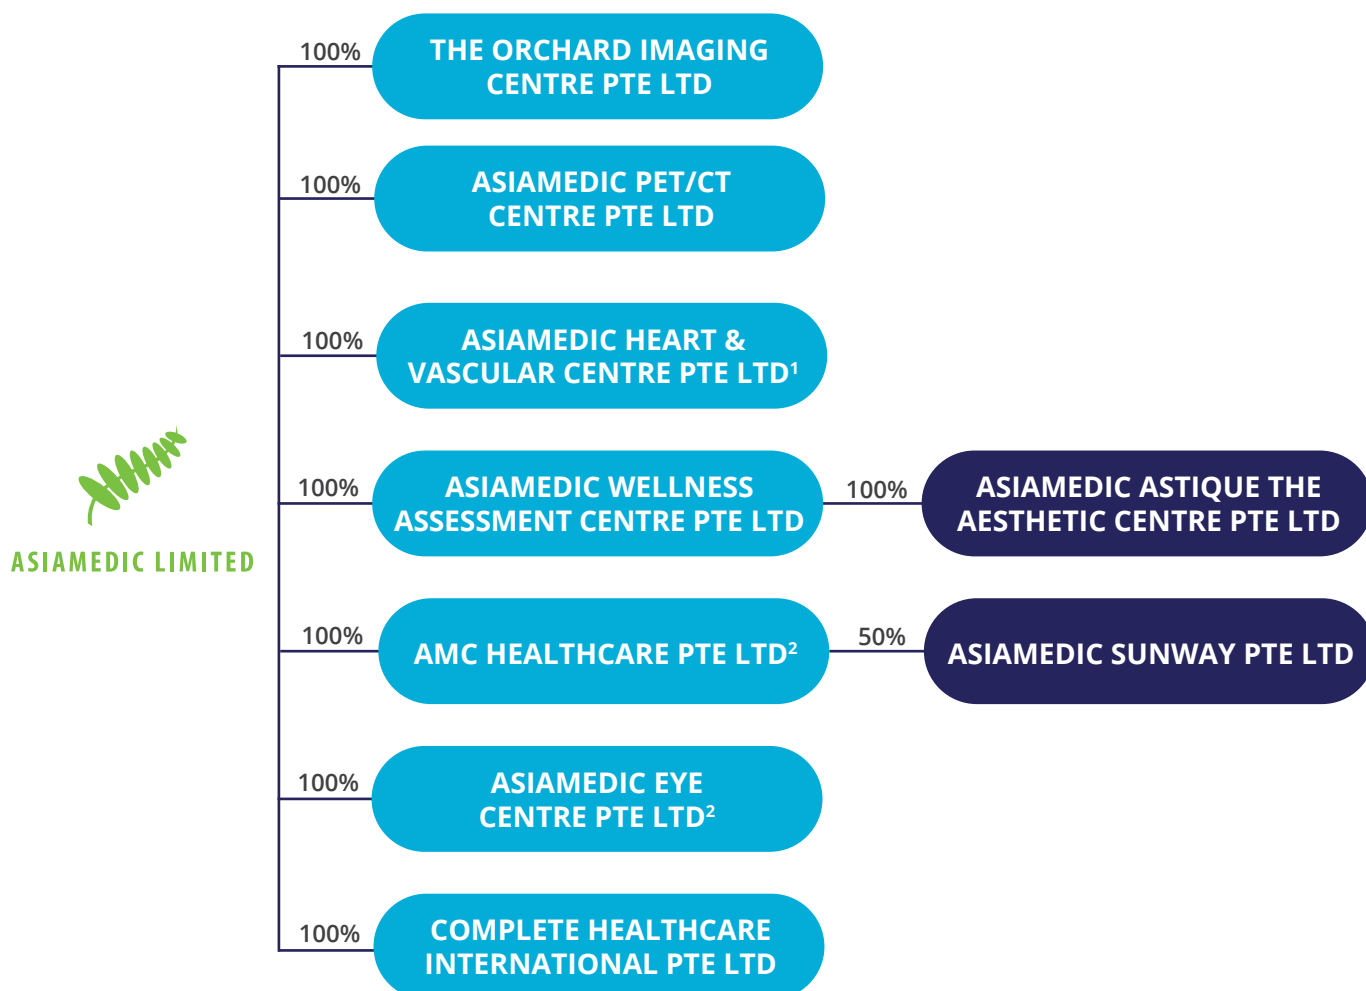 100%
THE ORCHARD IMAGING
CENTRE PTE LTD
100%
ASIAMEDIC PET/CT
CENTRE PTE LTD
100%
ASIAMEDIC HEART &
VASCULAR CENTRE PTE LTD¹
ASIAMEDIC LIMITED
100%
ASIAMEDIC WELLNESS
ASSESSMENT CENTRE PTE LTD
100%
ASIAMEDIC ASTIQUE THE
AESTHETIC CENTRE PTE LTD
100%
AMC HEALTHCARE PTE LTD²
50%
ASIAMEDIC SUNWAY PTE LTD
100%
ASIAMEDIC EYE
CENTRE PTE LTD²
100%
COMPLETE HEALTHCARE
INTERNATIONAL PTE LTD